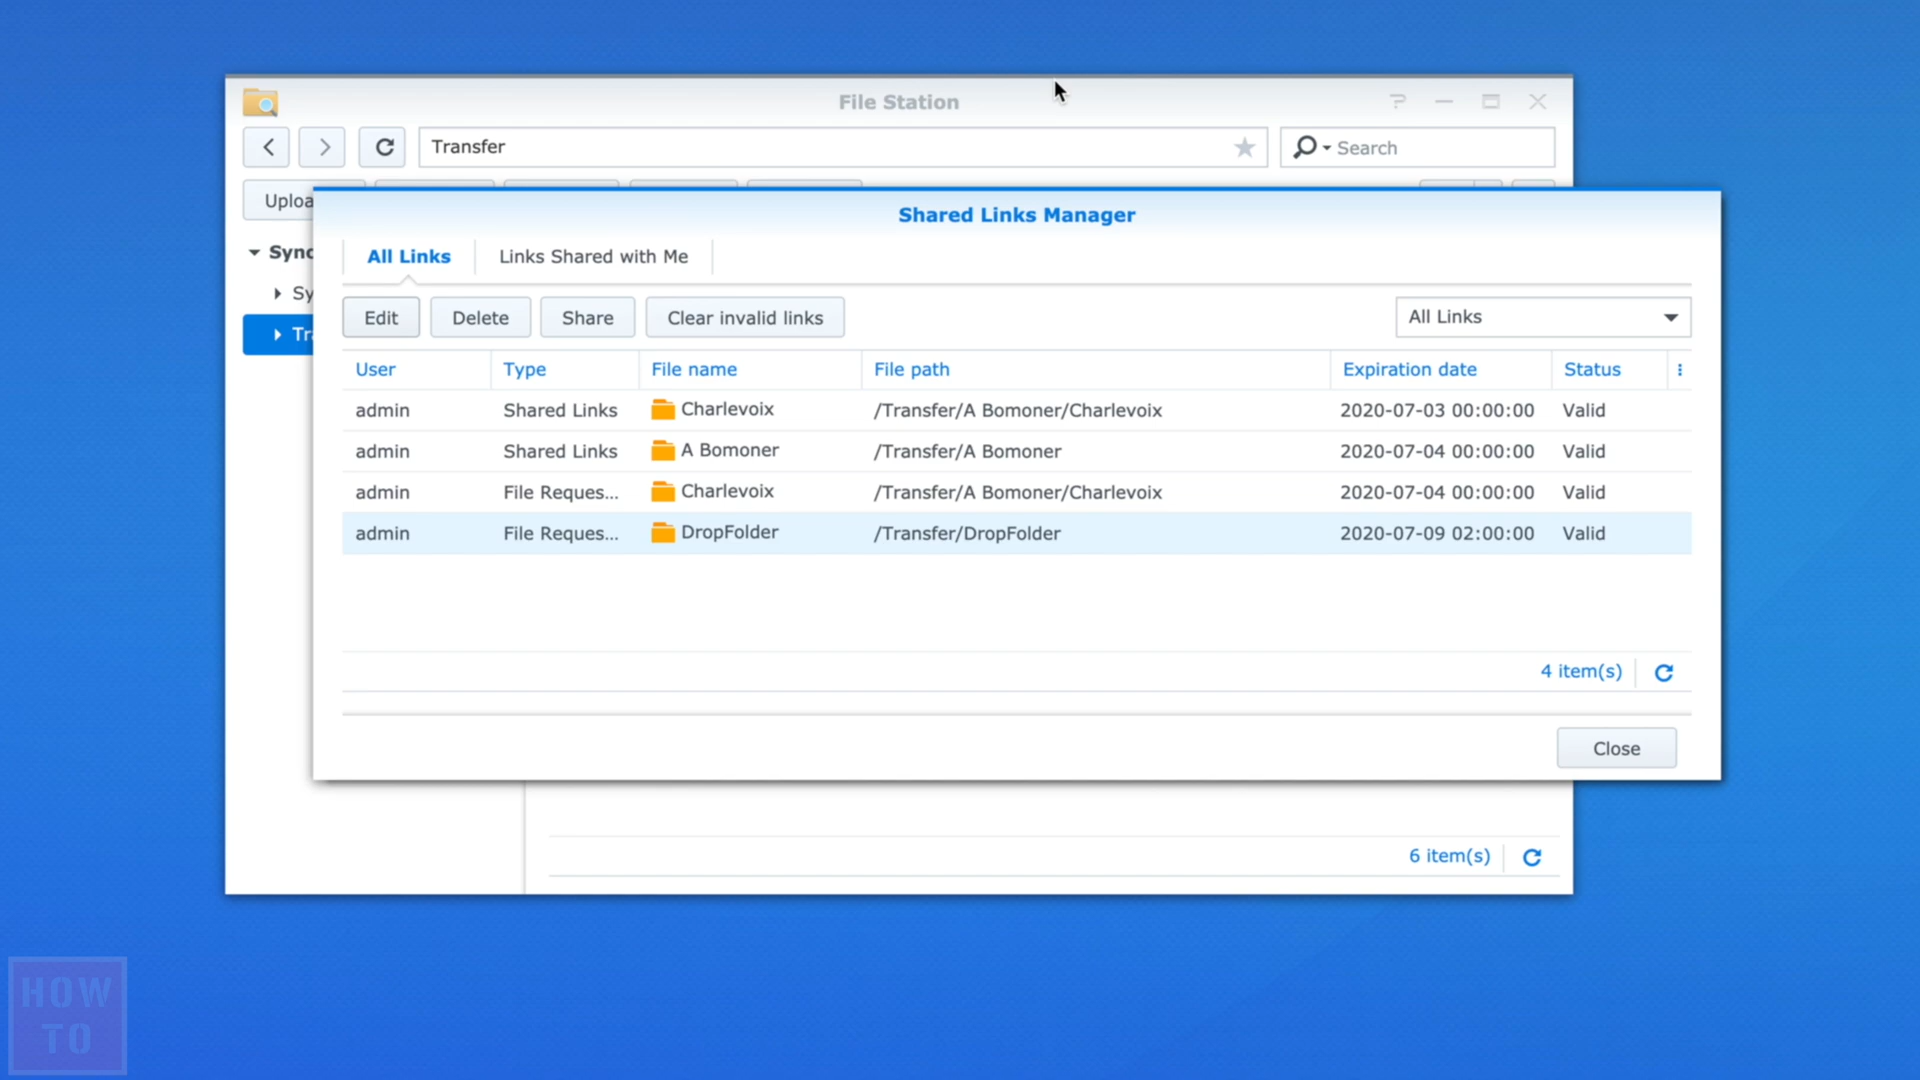 File Station
Transfer
Search
Uploa
Shared Links Manager
Sync
All Links Links Shared with Me
Sy
Edit Delete Share Clear invalid links All Links
Tr
User Type File name File path Expiration date Status
admin Shared Links Charlevoix /Transfer/A Bomoner/Charlevoix 2020-07-03 00:00:00 Valid
admin Shared Links A Bomoner /Transfer/A Bomoner 2020-07-04 00:00:00 Valid
admin File Reques... Charlevoix /Transfer/A Bomoner/Charlevoix 2020-07-04 00:00:00 Valid
admin File Reques... DropFolder /Transfer/DropFolder 2020-07-09 02:00:00 Valid
4 item(s)
Close
6 item(s)
HOW
TO